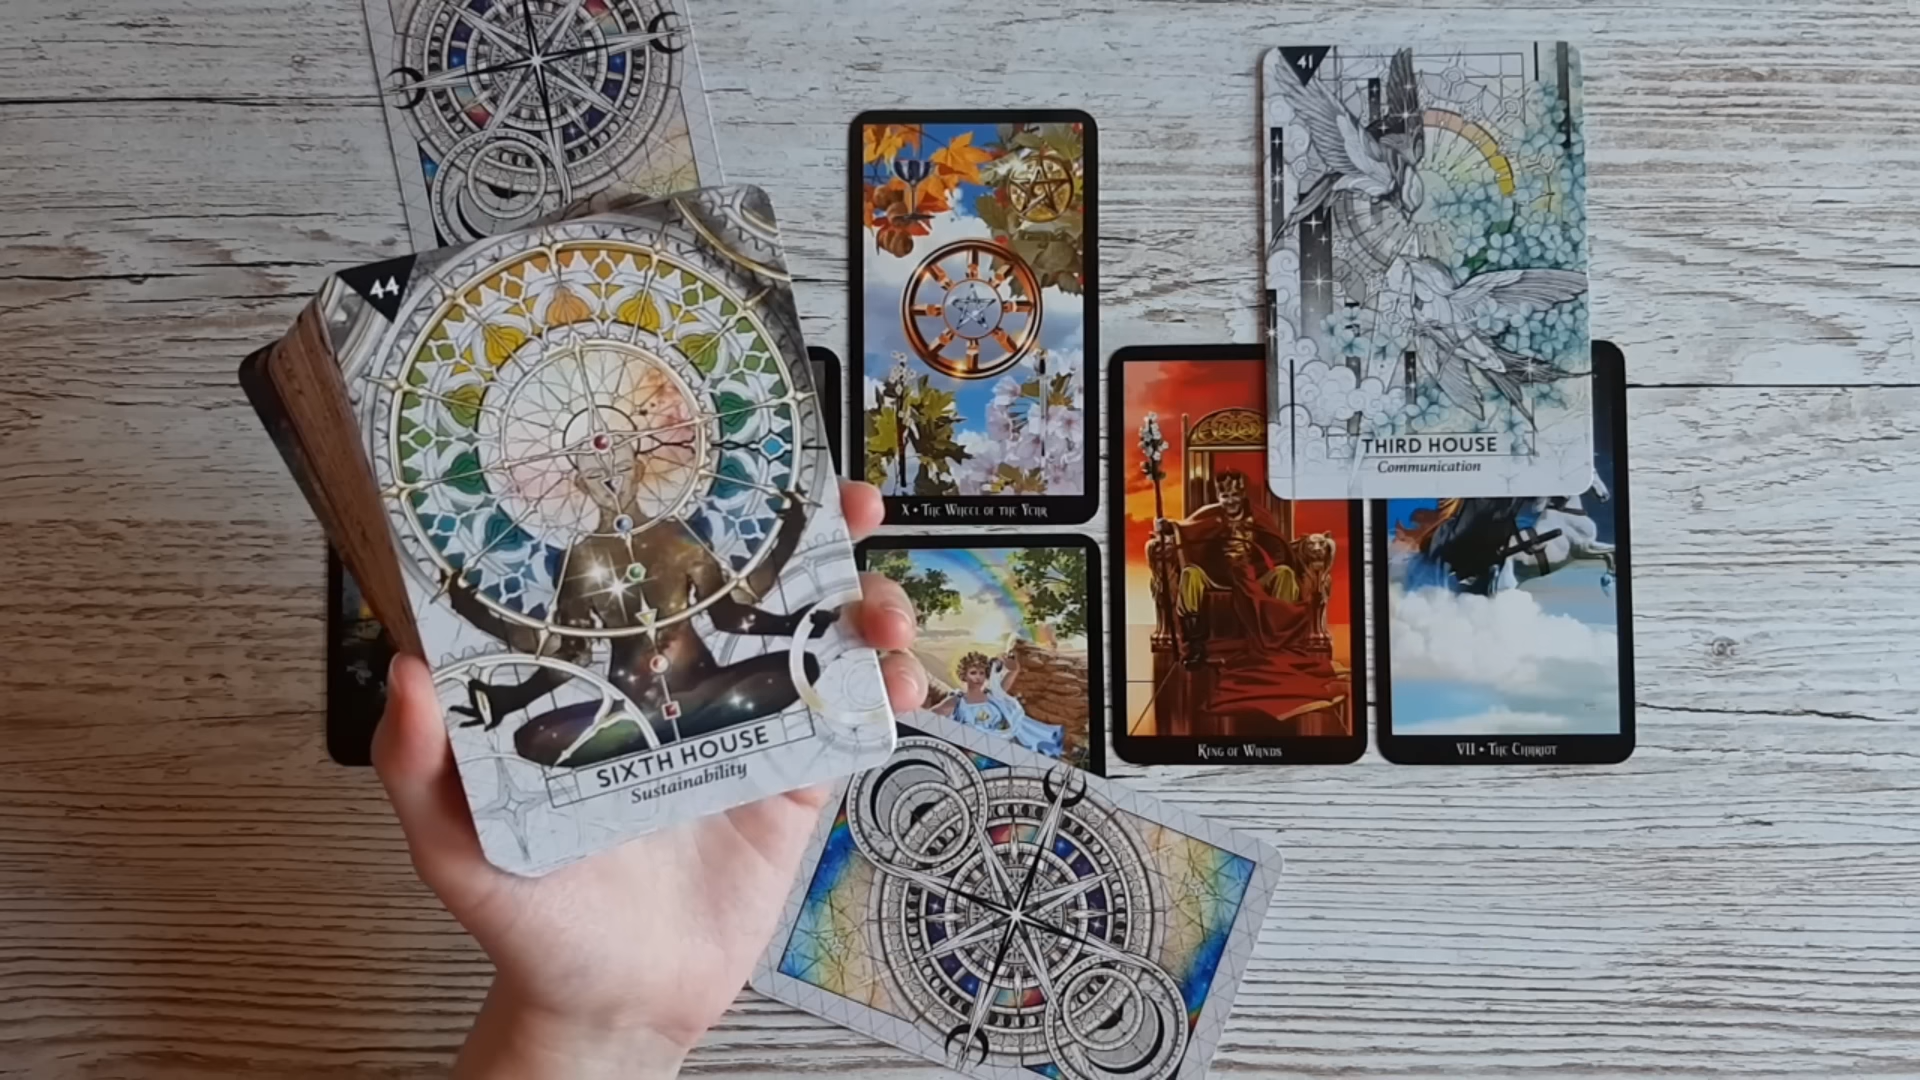 44
SIXTH HOUSE
Sustainability
X • The Wheel of the Year
41
THIRD HOUSE
Communication
King of Wands
VII • The Chariot